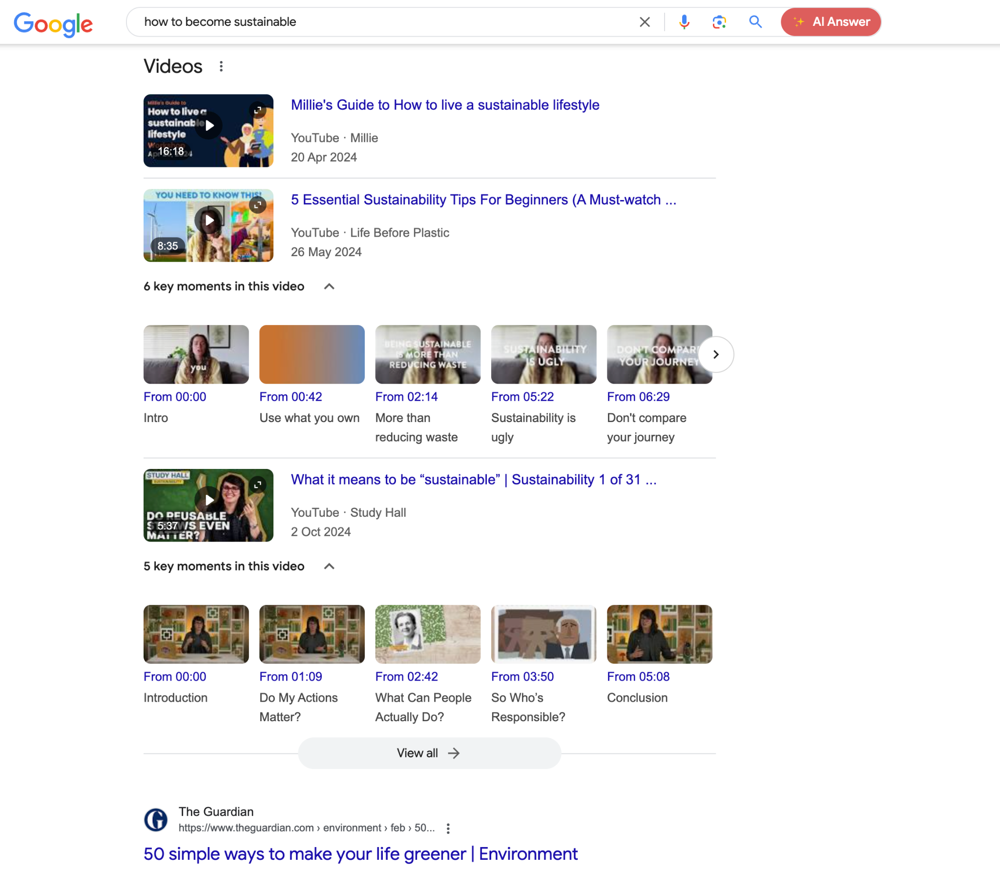 Google
how to become sustainable
AI Answer
Videos
Millie's Guide to
How to live a
sustainable
lifestyle
Workshop
16:18
Millie's Guide to How to live a sustainable lifestyle
YouTube · Millie
20 Apr 2024
YOU NEED TO KNOW THIS!
8:35
5 Essential Sustainability Tips For Beginners (A Must-watch ...
YouTube · Life Before Plastic
26 May 2024
6 key moments in this video
you
BEING SUSTAINABLE
IS MORE THAN
REDUCING WASTE
SUSTAINABILITY
IS UGLY
DON'T COMPARE
YOUR JOURNEY
From 00:00
From 00:42
From 02:14
From 05:22
From 06:29
Intro
Use what you own
More than
reducing waste
Sustainability is
ugly
Don't compare
your journey
STUDY HALL
SUSTAINABILITY
DO REUSABLE
EVEN
MATTER?
5:37
What it means to be “sustainable” | Sustainability 1 of 31 ...
YouTube · Study Hall
2 Oct 2024
5 key moments in this video
From 00:00
From 01:09
From 02:42
From 03:50
From 05:08
Introduction
Do My Actions
Matter?
What Can People
Actually Do?
So Who’s
Responsible?
Conclusion
View all
The Guardian
https://www.theguardian.com › environment › feb › 50...
50 simple ways to make your life greener | Environment